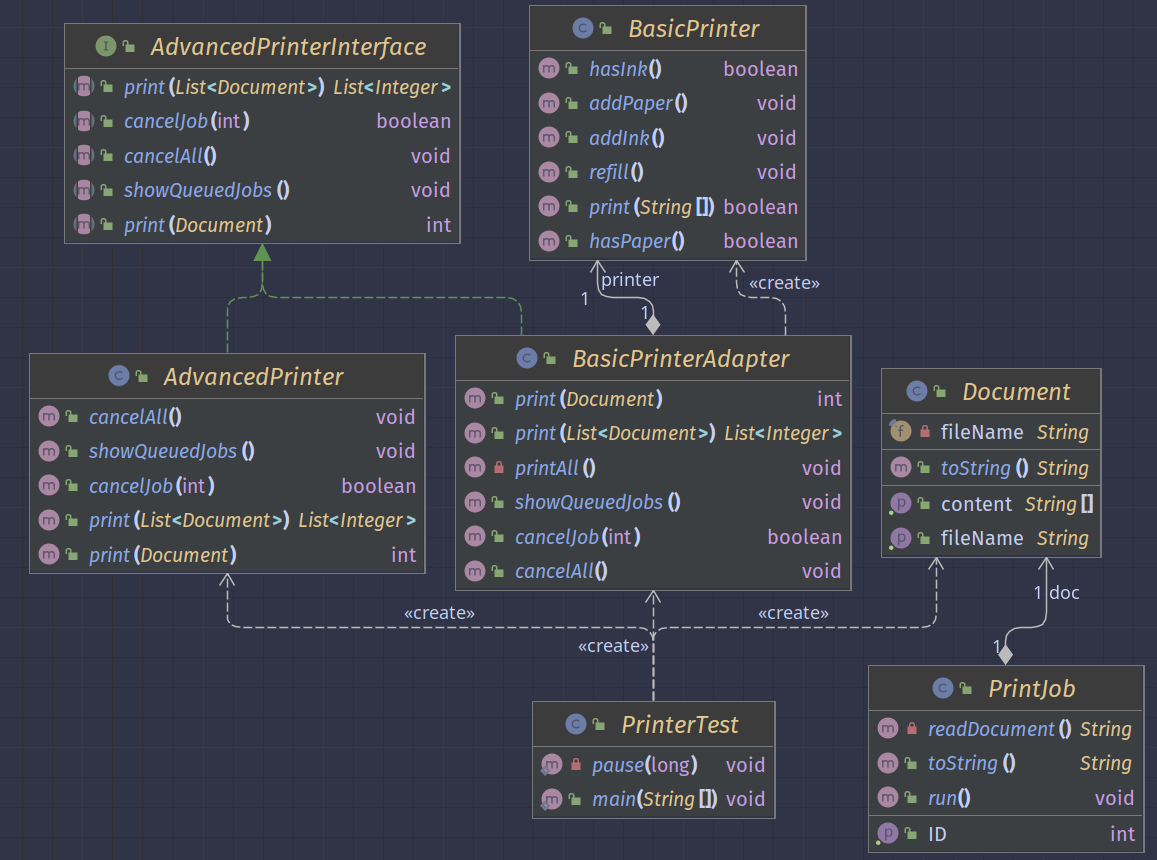 AdvancedPrinterInterface
print(List<Document>) List<Integer>
cancelJob(int) boolean
cancelAll() void
showQueuedJobs() void
print(Document) int
BasicPrinter
hasInk() boolean
addPaper() void
addInk() void
refill() void
print(String[]) boolean
hasPaper() boolean
printer
1
1
«create»
AdvancedPrinter
cancelAll() void
showQueuedJobs() void
cancelJob(int) boolean
print(List<Document>) List<Integer>
print(Document) int
BasicPrinterAdapter
print(Document) int
print(List<Document>) List<Integer>
printAll() void
showQueuedJobs() void
cancelJob(int) boolean
cancelAll() void
Document
fileName String
toString() String
content String[]
fileName String
«create»
«create»
«create»
1 doc
1
PrinterTest
pause(long) void
main(String[]) void
PrintJob
readDocument() String
toString() String
run() void
ID int